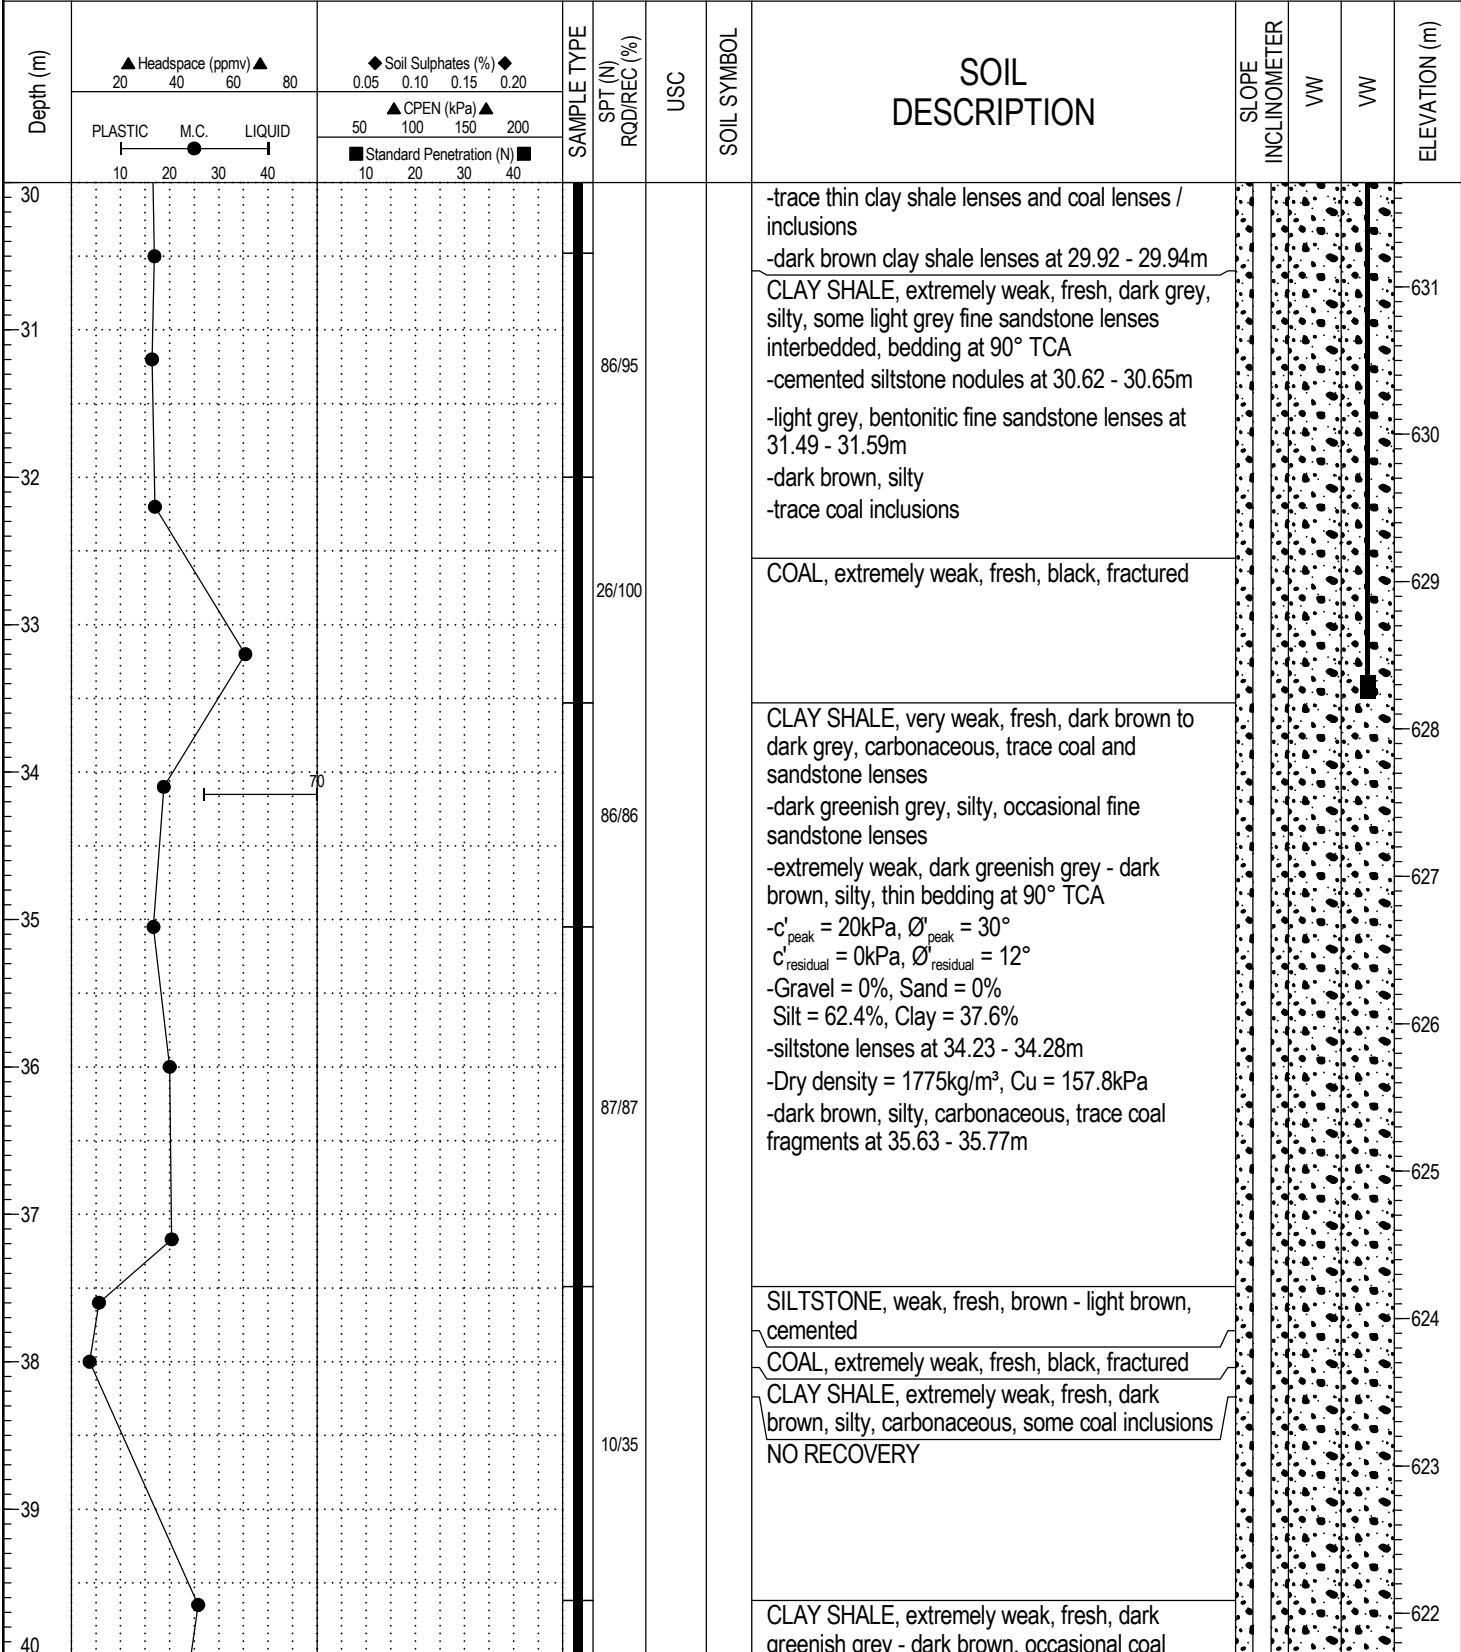 Depth (m)
▲ Headspace (ppmv) ▲
20 40 60 80
PLASTIC M.C. LIQUID
10 20 30 40
◆ Soil Sulphates (%) ◆
0.05 0.10 0.15 0.20
▲ CPEN (kPa) ▲
50 100 150 200
■ Standard Penetration (N) ■
10 20 30 40
SAMPLE TYPE
SPT (N)
RQD/REC (%)
USC
SOIL SYMBOL
SOIL
DESCRIPTION
SLOPE
INCLINOMETER
VW
VW
ELEVATION (m)
30
-trace thin clay shale lenses and coal lenses /
inclusions
-dark brown clay shale lenses at 29.92 - 29.94m
CLAY SHALE, extremely weak, fresh, dark grey,
631
silty, some light grey fine sandstone lenses
31
interbedded, bedding at 90° TCA
86/95
-cemented siltstone nodules at 30.62 - 30.65m
-light grey, bentonitic fine sandstone lenses at
630
31.49 - 31.59m
32
-dark brown, silty
-trace coal inclusions
COAL, extremely weak, fresh, black, fractured
629
26/100
33
CLAY SHALE, very weak, fresh, dark brown to
628
dark grey, carbonaceous, trace coal and
34
sandstone lenses
70
-dark greenish grey, silty, occasional fine
86/86
sandstone lenses
-extremely weak, dark greenish grey - dark
627
brown, silty, thin bedding at 90° TCA
35
-c'peak = 20kPa, Ø'peak = 30°
c'residual = 0kPa, Ø'residual = 12°
-Gravel = 0%, Sand = 0%
Silt = 62.4%, Clay = 37.6%
626
-siltstone lenses at 34.23 - 34.28m
36
-Dry density = 1775kg/m³, Cu = 157.8kPa
87/87
-dark brown, silty, carbonaceous, trace coal
fragments at 35.63 - 35.77m
625
37
SILTSTONE, weak, fresh, brown - light brown,
624
cemented
38
COAL, extremely weak, fresh, black, fractured
CLAY SHALE, extremely weak, fresh, dark
brown, silty, carbonaceous, some coal inclusions
10/35
NO RECOVERY
623
39
CLAY SHALE, extremely weak, fresh, dark
622
greenish grey - dark brown, occasional coal
40